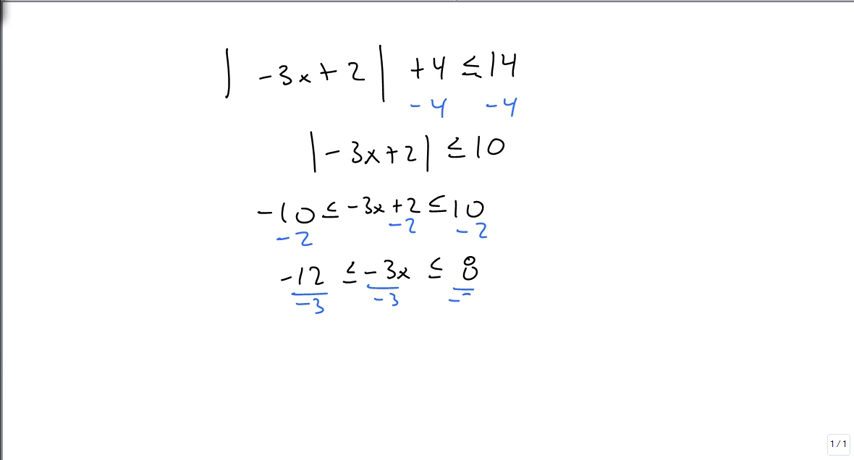 | -3x+2 | +4 ≤ 14
-4 -4
|-3x+2| ≤ 10
-10 ≤ -3x+2 ≤ 10
-2 -2 -2
-12 ≤ -3x ≤ 8
-3 -3
1 / 1